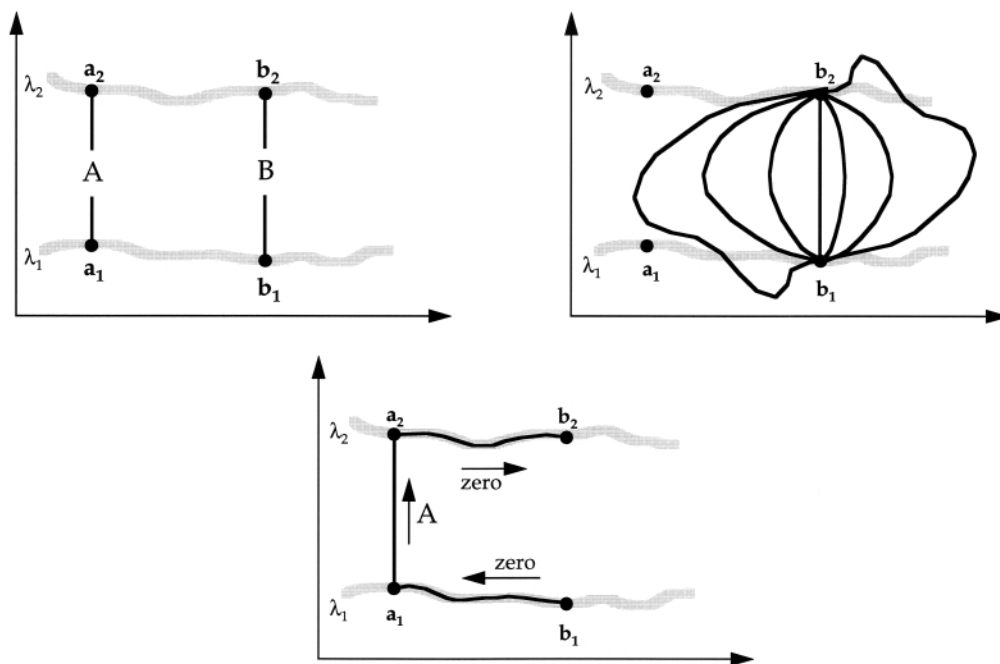 a₂ b₂
λ₂
A B
λ₁
a₁ b₁
a₂ b₂
λ₂
λ₁
a₁ b₁
a₂ b₂
λ₂
zero
A
zero
λ₁
a₁ b₁